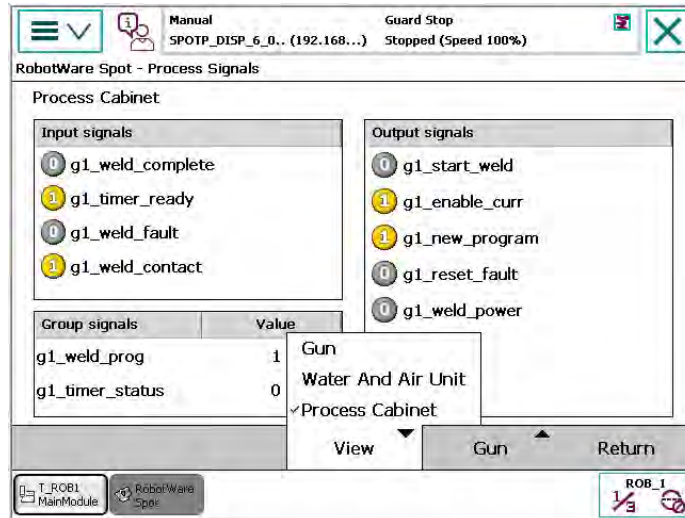 Manual
Guard Stop
SPOTP_DISP_6_0.. (192.168...)
Stopped (Speed 100%)
RobotWare Spot - Process Signals
Process Cabinet
Input signals
0 g1_weld_complete
1 g1_timer_ready
0 g1_weld_fault
1 g1_weld_contact
Output signals
0 g1_start_weld
1 g1_enable_curr
1 g1_new_program
0 g1_reset_fault
0 g1_weld_power
Group signals Value
g1_weld_prog 1
g1_timer_status 0
Gun
Water And Air Unit
Process Cabinet
View
Gun
Return
T_ROB1
MainModule
RobotWare
Spot
ROB_1
1/3